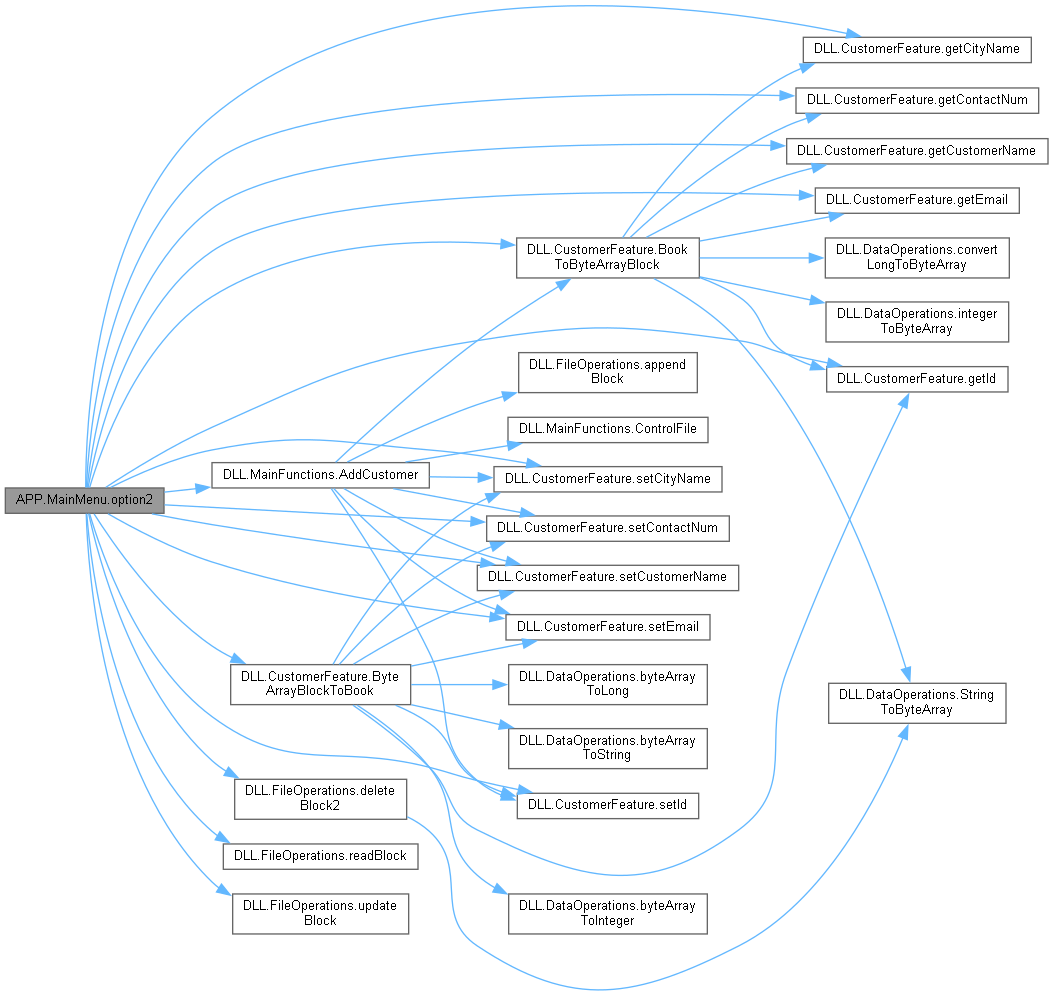 DLL.CustomerFeature.getCityName
DLL.CustomerFeature.getContactNum
DLL.CustomerFeature.getCustomerName
DLL.CustomerFeature.getEmail
DLL.CustomerFeature.Book
ToByteArrayBlock
DLL.DataOperations.convert
LongToByteArray
DLL.DataOperations.integer
ToByteArray
DLL.FileOperations.append
Block
DLL.CustomerFeature.getId
DLL.MainFunctions.ControlFile
DLL.MainFunctions.AddCustomer
DLL.CustomerFeature.setCityName
APP.MainMenu.option2
DLL.CustomerFeature.setContactNum
DLL.CustomerFeature.setCustomerName
DLL.CustomerFeature.setEmail
DLL.CustomerFeature.Byte
ArrayBlockToBook
DLL.DataOperations.byteArray
ToLong
DLL.DataOperations.String
ToByteArray
DLL.DataOperations.byteArray
ToString
DLL.FileOperations.delete
Block2
DLL.CustomerFeature.setId
DLL.FileOperations.readBlock
DLL.FileOperations.update
Block
DLL.DataOperations.byteArray
ToInteger